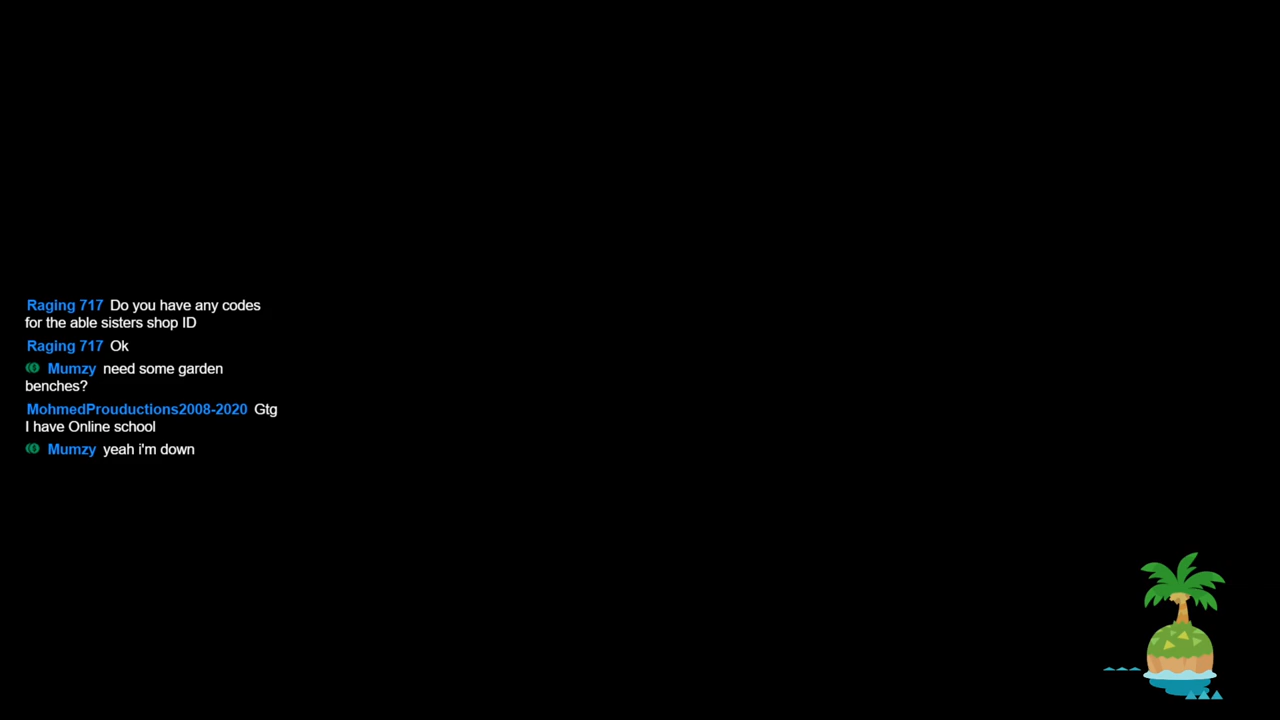 Raging 717 Do you have any codes
for the able sisters shop ID
Raging 717 Ok
Mumzy need some garden
benches?
MohmedProuductions2008-2020 Gtg
I have Online school
Mumzy yeah i'm down